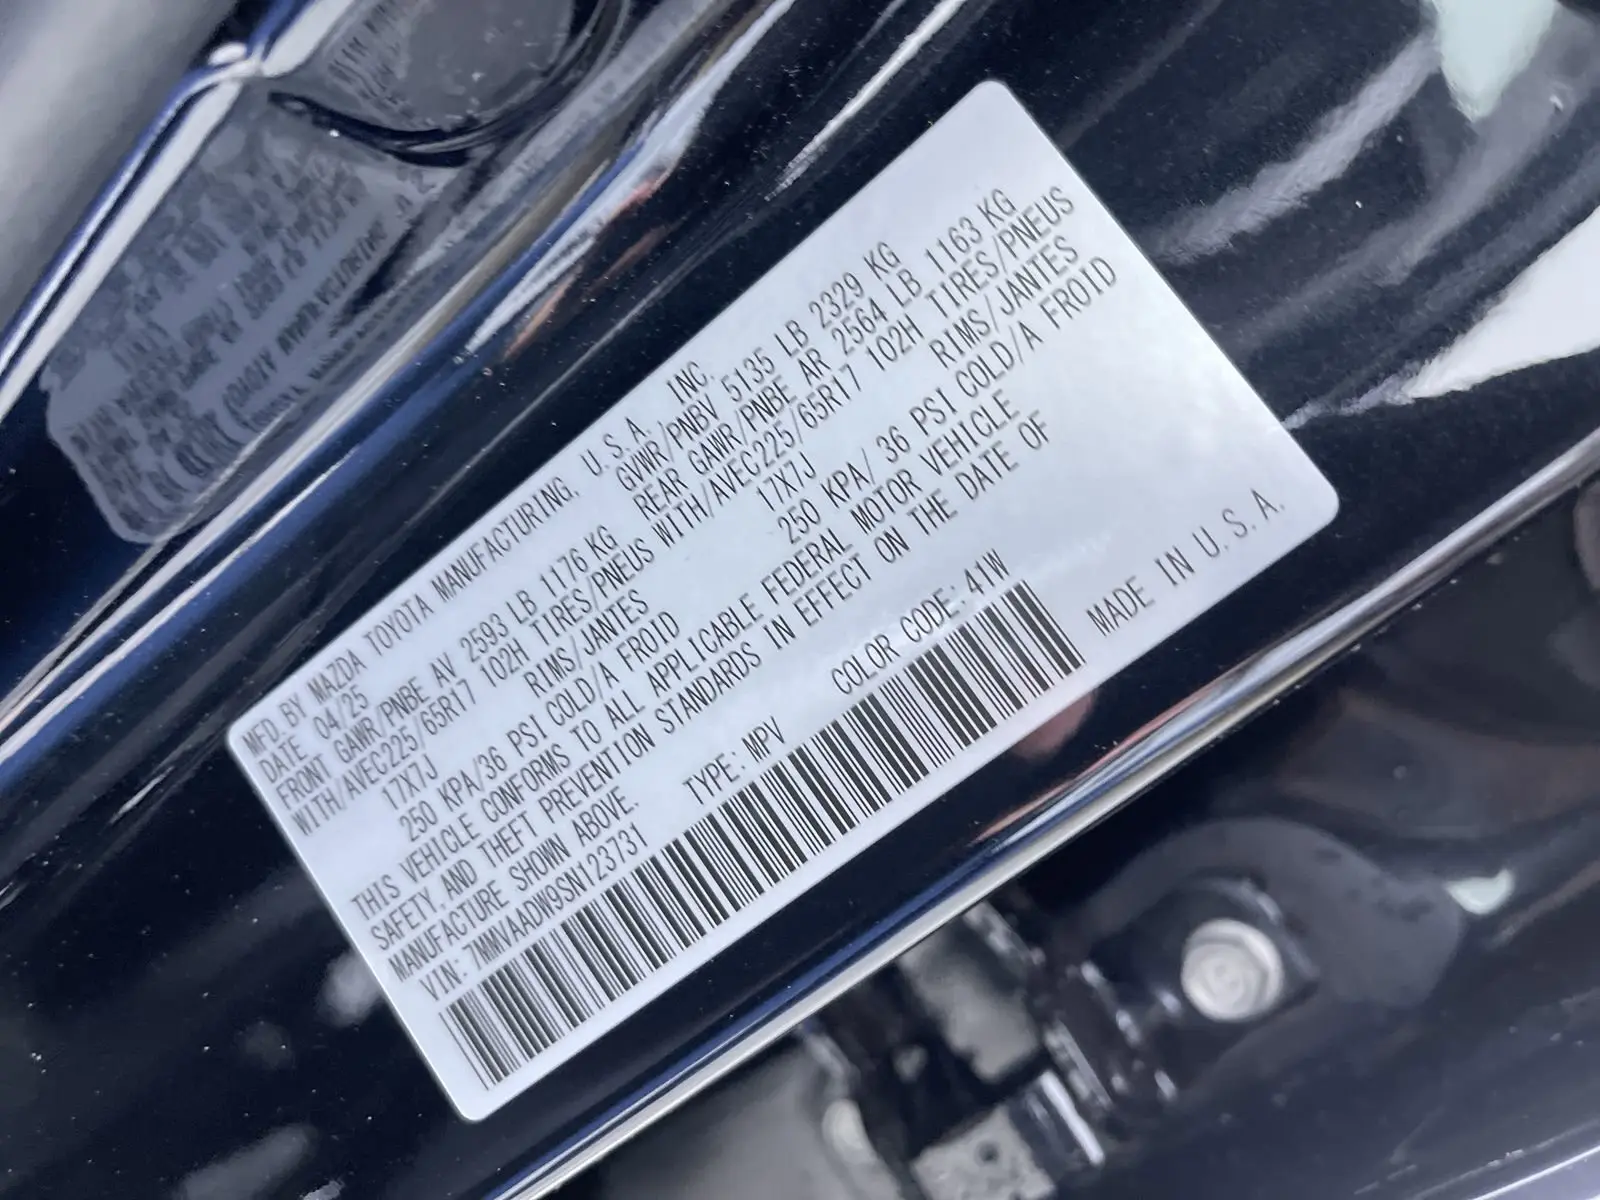 MFD. BY MAZDA TOYOTA MANUFACTURING, U.S.A., INC.
DATE 04/25 GVWR/PNBV 5135 LB 2329 KG
FRONT GAWR/PNBE AV 2593 LB 1176 KG REAR GAWR/PNBE AR 2564 LB 1163 KG
WITH/AVEC225/65R17 102H TIRES/PNEUS WITH/AVEC225/65R17 102H TIRES/PNEUS
17X7J RIMS/JANTES 17X7J RIMS/JANTES
250 KPA/36 PSI COLD/A FROID 250 KPA/ 36 PSI COLD/A FROID
THIS VEHICLE CONFORMS TO ALL APPLICABLE FEDERAL MOTOR VEHICLE
SAFETY, AND THEFT PREVENTION STANDARDS IN EFFECT ON THE DATE OF
MANUFACTURE SHOWN ABOVE.
VIN: 7MMVAADW9SN123731 TYPE: MPV COLOR CODE: 41W
MADE IN U.S.A.